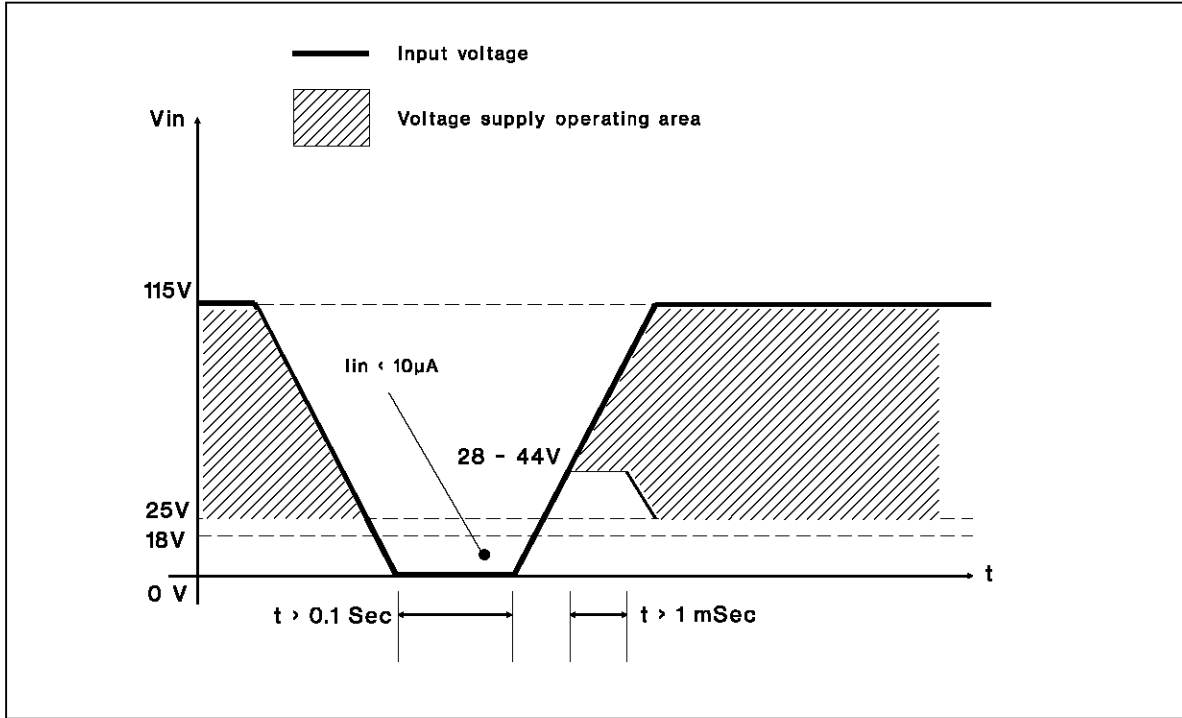 Input voltage
Voltage supply operating area
Vin
115V
Iin < 10µA
28 - 44V
25V
18V
0 V
t
t > 0.1 Sec
t > 1 mSec